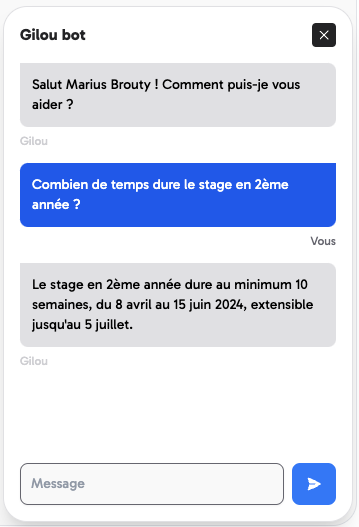 Gilou bot
Salut Marius Brouty ! Comment puis-je vous
aider ?
Gilou
Combien de temps dure le stage en 2ème
année ?
Vous
Le stage en 2ème année dure au minimum 10
semaines, du 8 avril au 15 juin 2024, extensible
jusqu'au 5 juillet.
Gilou
Message